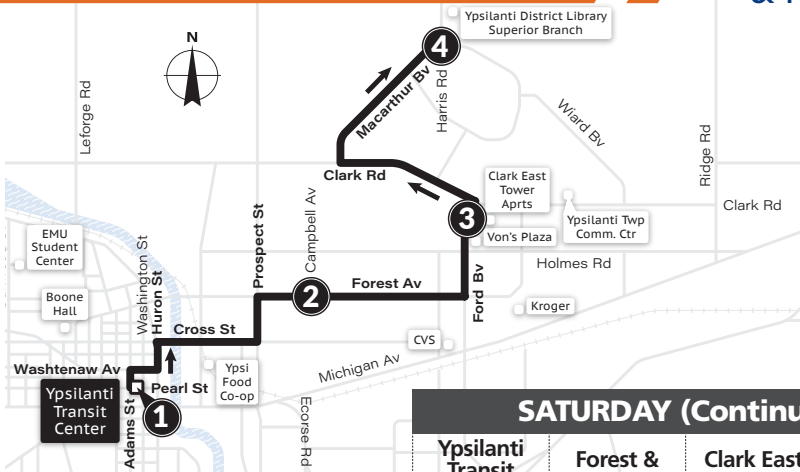 Ypsilanti District Library
Superior Branch
N
4
Macarthur Bv
Harris Rd
Leforge Rd
Wiard Bv
Ridge Rd
Clark Rd
Clark East
Tower
Aprts
Clark Rd
3
Ypsilanti Twp
Comm. Ctr
Von's Plaza
EMU
Student
Center
Washington St
Huron St
Prospect St
Campbell Av
Holmes Rd
Ford Bv
Forest Av
2
Boone
Hall
Kroger
Cross St
CVS
Michigan Av
Washtenaw Av
Ypsi
Food
Co-op
Pearl St
Ypsilanti
Transit
Center
1
Adams St
Ecorse Rd
SATURDAY (Continu
Ypsilanti
Transit
Forest &
Clark East